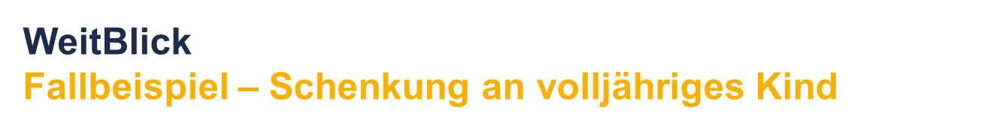 WeitBlick
Fallbeispiel – Schenkung an volljähriges Kind